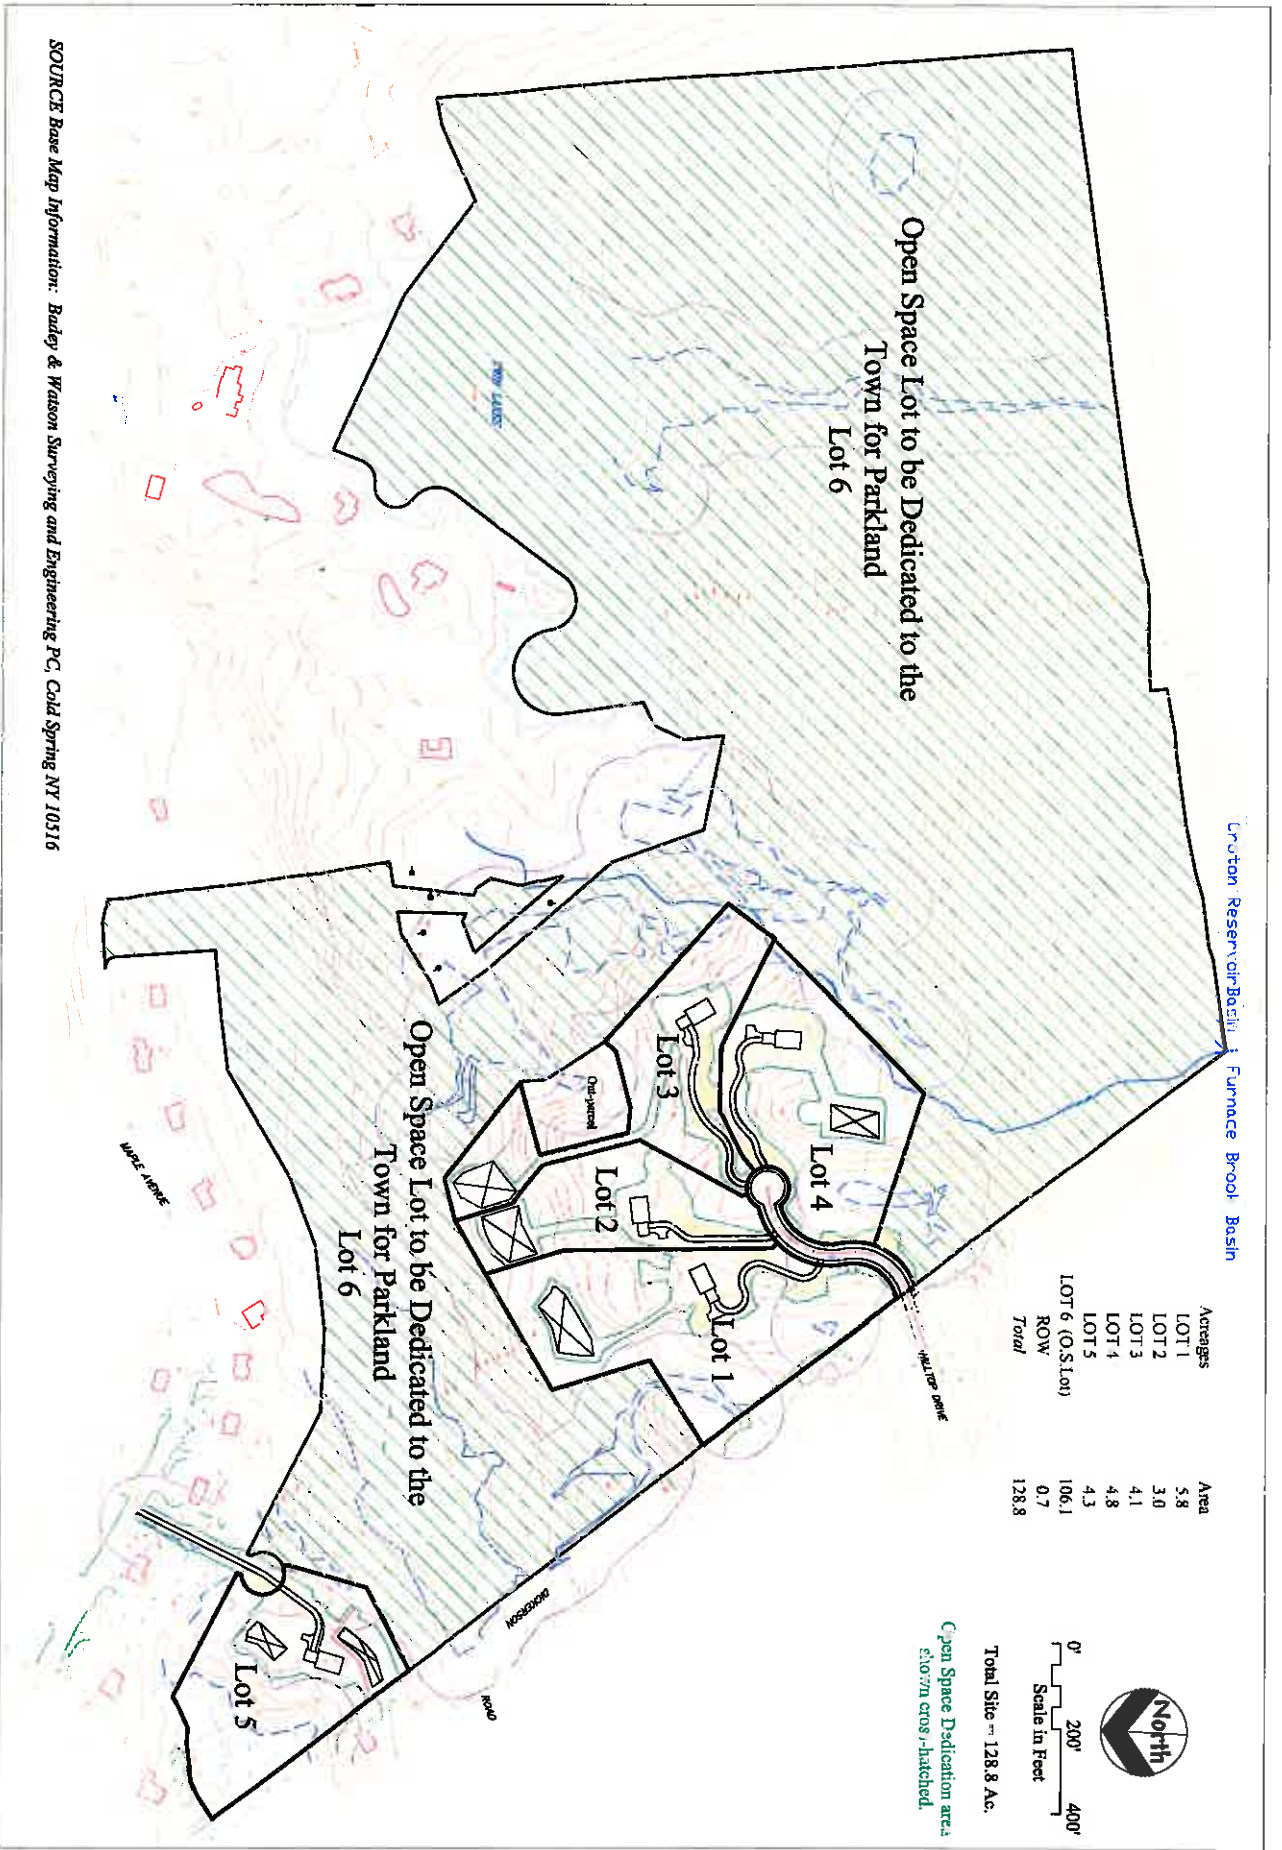 Croton Reservoir Basin : Furnace Brook Basin
Acreages Area
LOT 1 5.8
LOT 2 3.0
LOT 3 4.1
LOT 4 4.8
LOT 5 4.3
LOT 6 (O.S.Lot) 106.1
ROW 0.7
Total 128.8
North
0' 200' 400'
Scale in Feet
Total Site = 128.8 Ac.
Open Space Dedication area
shown cross-hatched.
Open Space Lot to be Dedicated to the
Town for Parkland
Lot 6
HILLTOP DRIVE
Lot 4
Lot 1
Lot 3
Out-parcel
Lot 2
Open Space Lot to be Dedicated to the
Town for Parkland
Lot 6
DICKERSON
ROAD
Lot 5
MAPLE AVENUE
SOURCE Base Map Information: Badey & Watson Surveying and Engineering PC, Cold Spring NY 10516